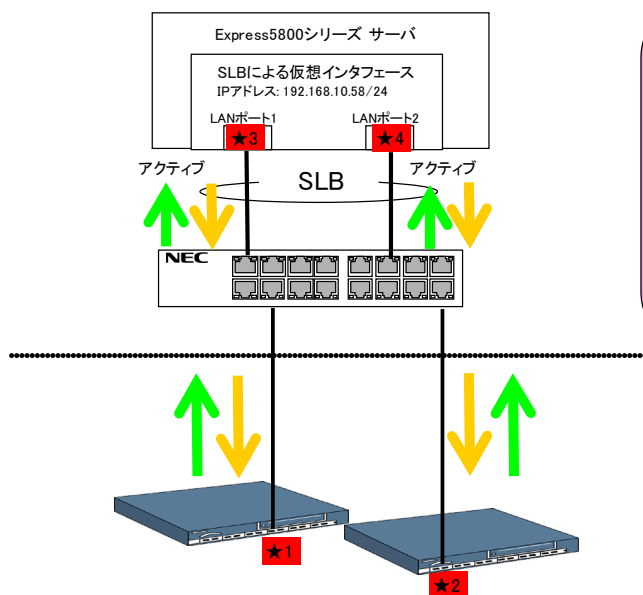 Express5800シリーズ サーバ
SLBによる仮想インタフェース
IPアドレス: 192.168.10.58/24
LANポート1
LANポート2
★3
★4
アクティブ
アクティブ
SLB
NEC
★1
★2